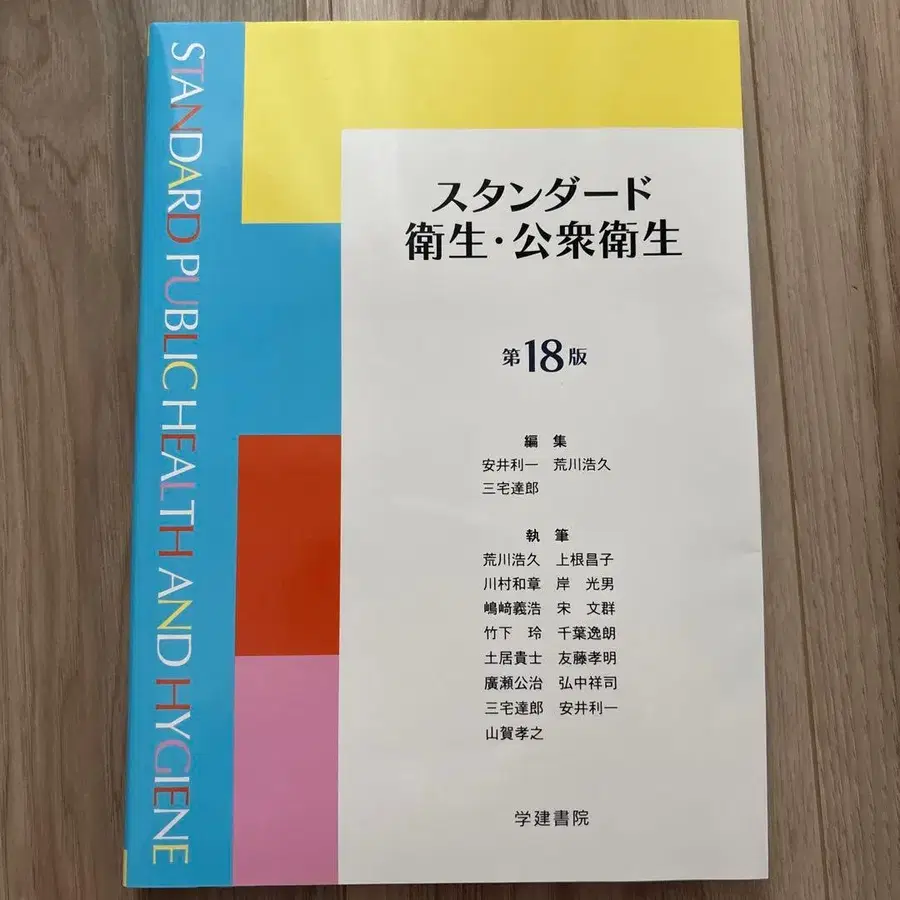 STANDARD PUBLIC HEALTH AND HYGIENE
スタンダード
衛生・公衆衛生
第18版
編 集
安井利一 荒川浩久
三宅達郎
執 筆
荒川浩久 上根昌子
川村和章 岸 光男
嶋﨑義浩 宋 文群
竹下 玲 千葉逸朗
土居貴士 友藤孝明
廣瀬公治 弘中祥司
三宅達郎 安井利一
山賀孝之
学建書院